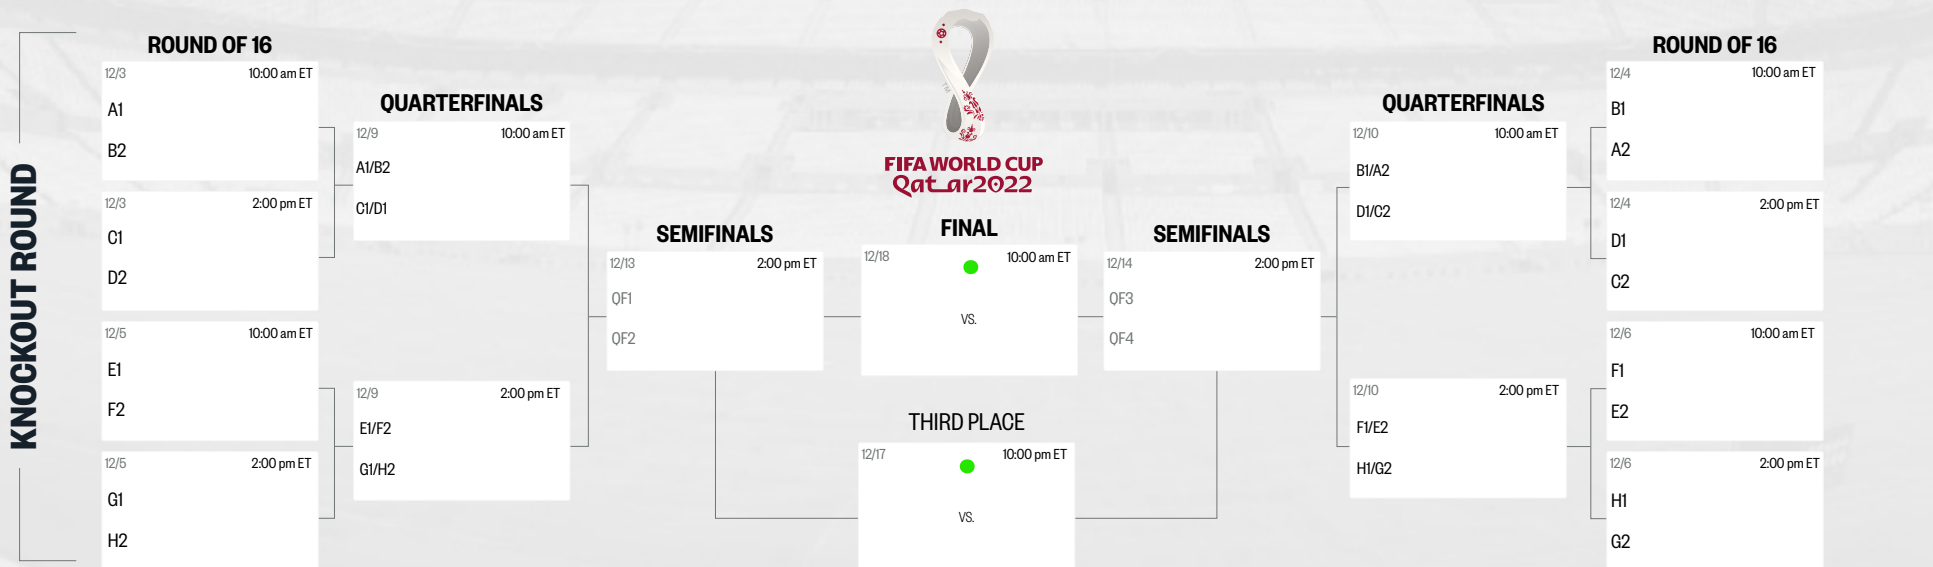 KNOCKOUT ROUND
ROUND OF 16
12/3 10:00 am ET
A1
B2
12/3 2:00 pm ET
C1
D2
12/5 10:00 am ET
E1
F2
12/5 2:00 pm ET
G1
H2
QUARTERFINALS
12/9 10:00 am ET
A1/B2
C1/D1
12/9 2:00 pm ET
E1/F2
G1/H2
SEMIFINALS
12/13 2:00 pm ET
QF1
QF2
TM
FIFA WORLD CUP
Qatar2022
FINAL
12/18 10:00 am ET
VS.
THIRD PLACE
12/17 10:00 pm ET
VS.
SEMIFINALS
12/14 2:00 pm ET
QF3
QF4
QUARTERFINALS
12/10 10:00 am ET
B1/A2
D1/C2
12/10 2:00 pm ET
F1/E2
H1/G2
ROUND OF 16
12/4 10:00 am ET
B1
A2
12/4 2:00 pm ET
D1
C2
12/6 10:00 am ET
F1
E2
12/6 2:00 pm ET
H1
G2